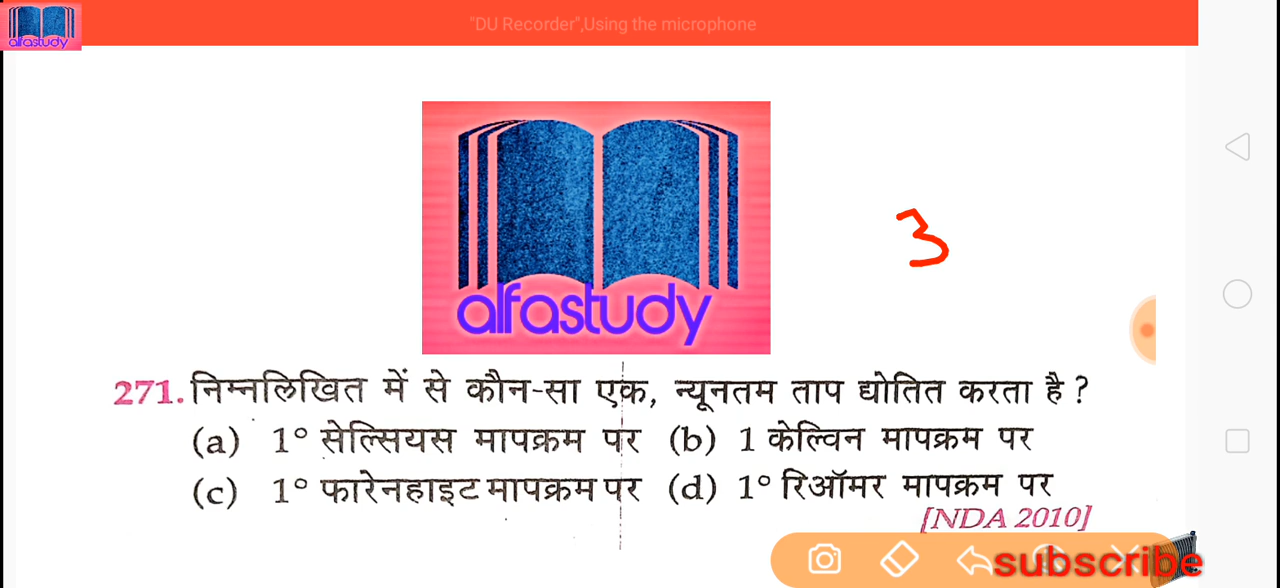 alfastudy
"DU Recorder",Using the microphone
alfastudy
3
271. निम्नलिखित में से कौन-सा एक, न्यूनतम ताप द्योतित करता है ?
(a) 1° सेल्सियस मापक्रम पर (b) 1 केल्विन मापक्रम पर
(c) 1° फारेनहाइट मापक्रम पर (d) 1° रिऑमर मापक्रम पर
[NDA 2010]
subscribe